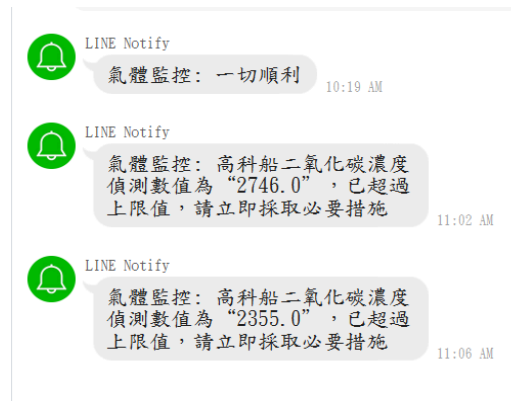 LINE Notify
氣體監控: 一切順利
10:19 AM
LINE Notify
氣體監控: 高科船二氧化碳濃度
偵測數值為“2746.0”,已超過
上限值,請立即採取必要措施
11:02 AM
LINE Notify
氣體監控: 高科船二氧化碳濃度
偵測數值為“2355.0”,已超過
上限值,請立即採取必要措施
11:06 AM